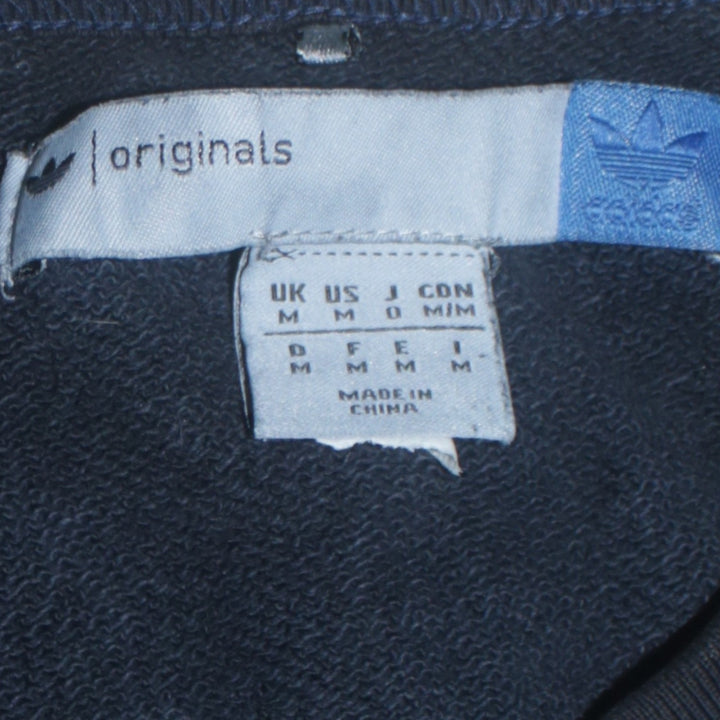 originals
adidas
UK US J CDN
M M O M/M
D F E I
M M M M
MADE IN
CHINA